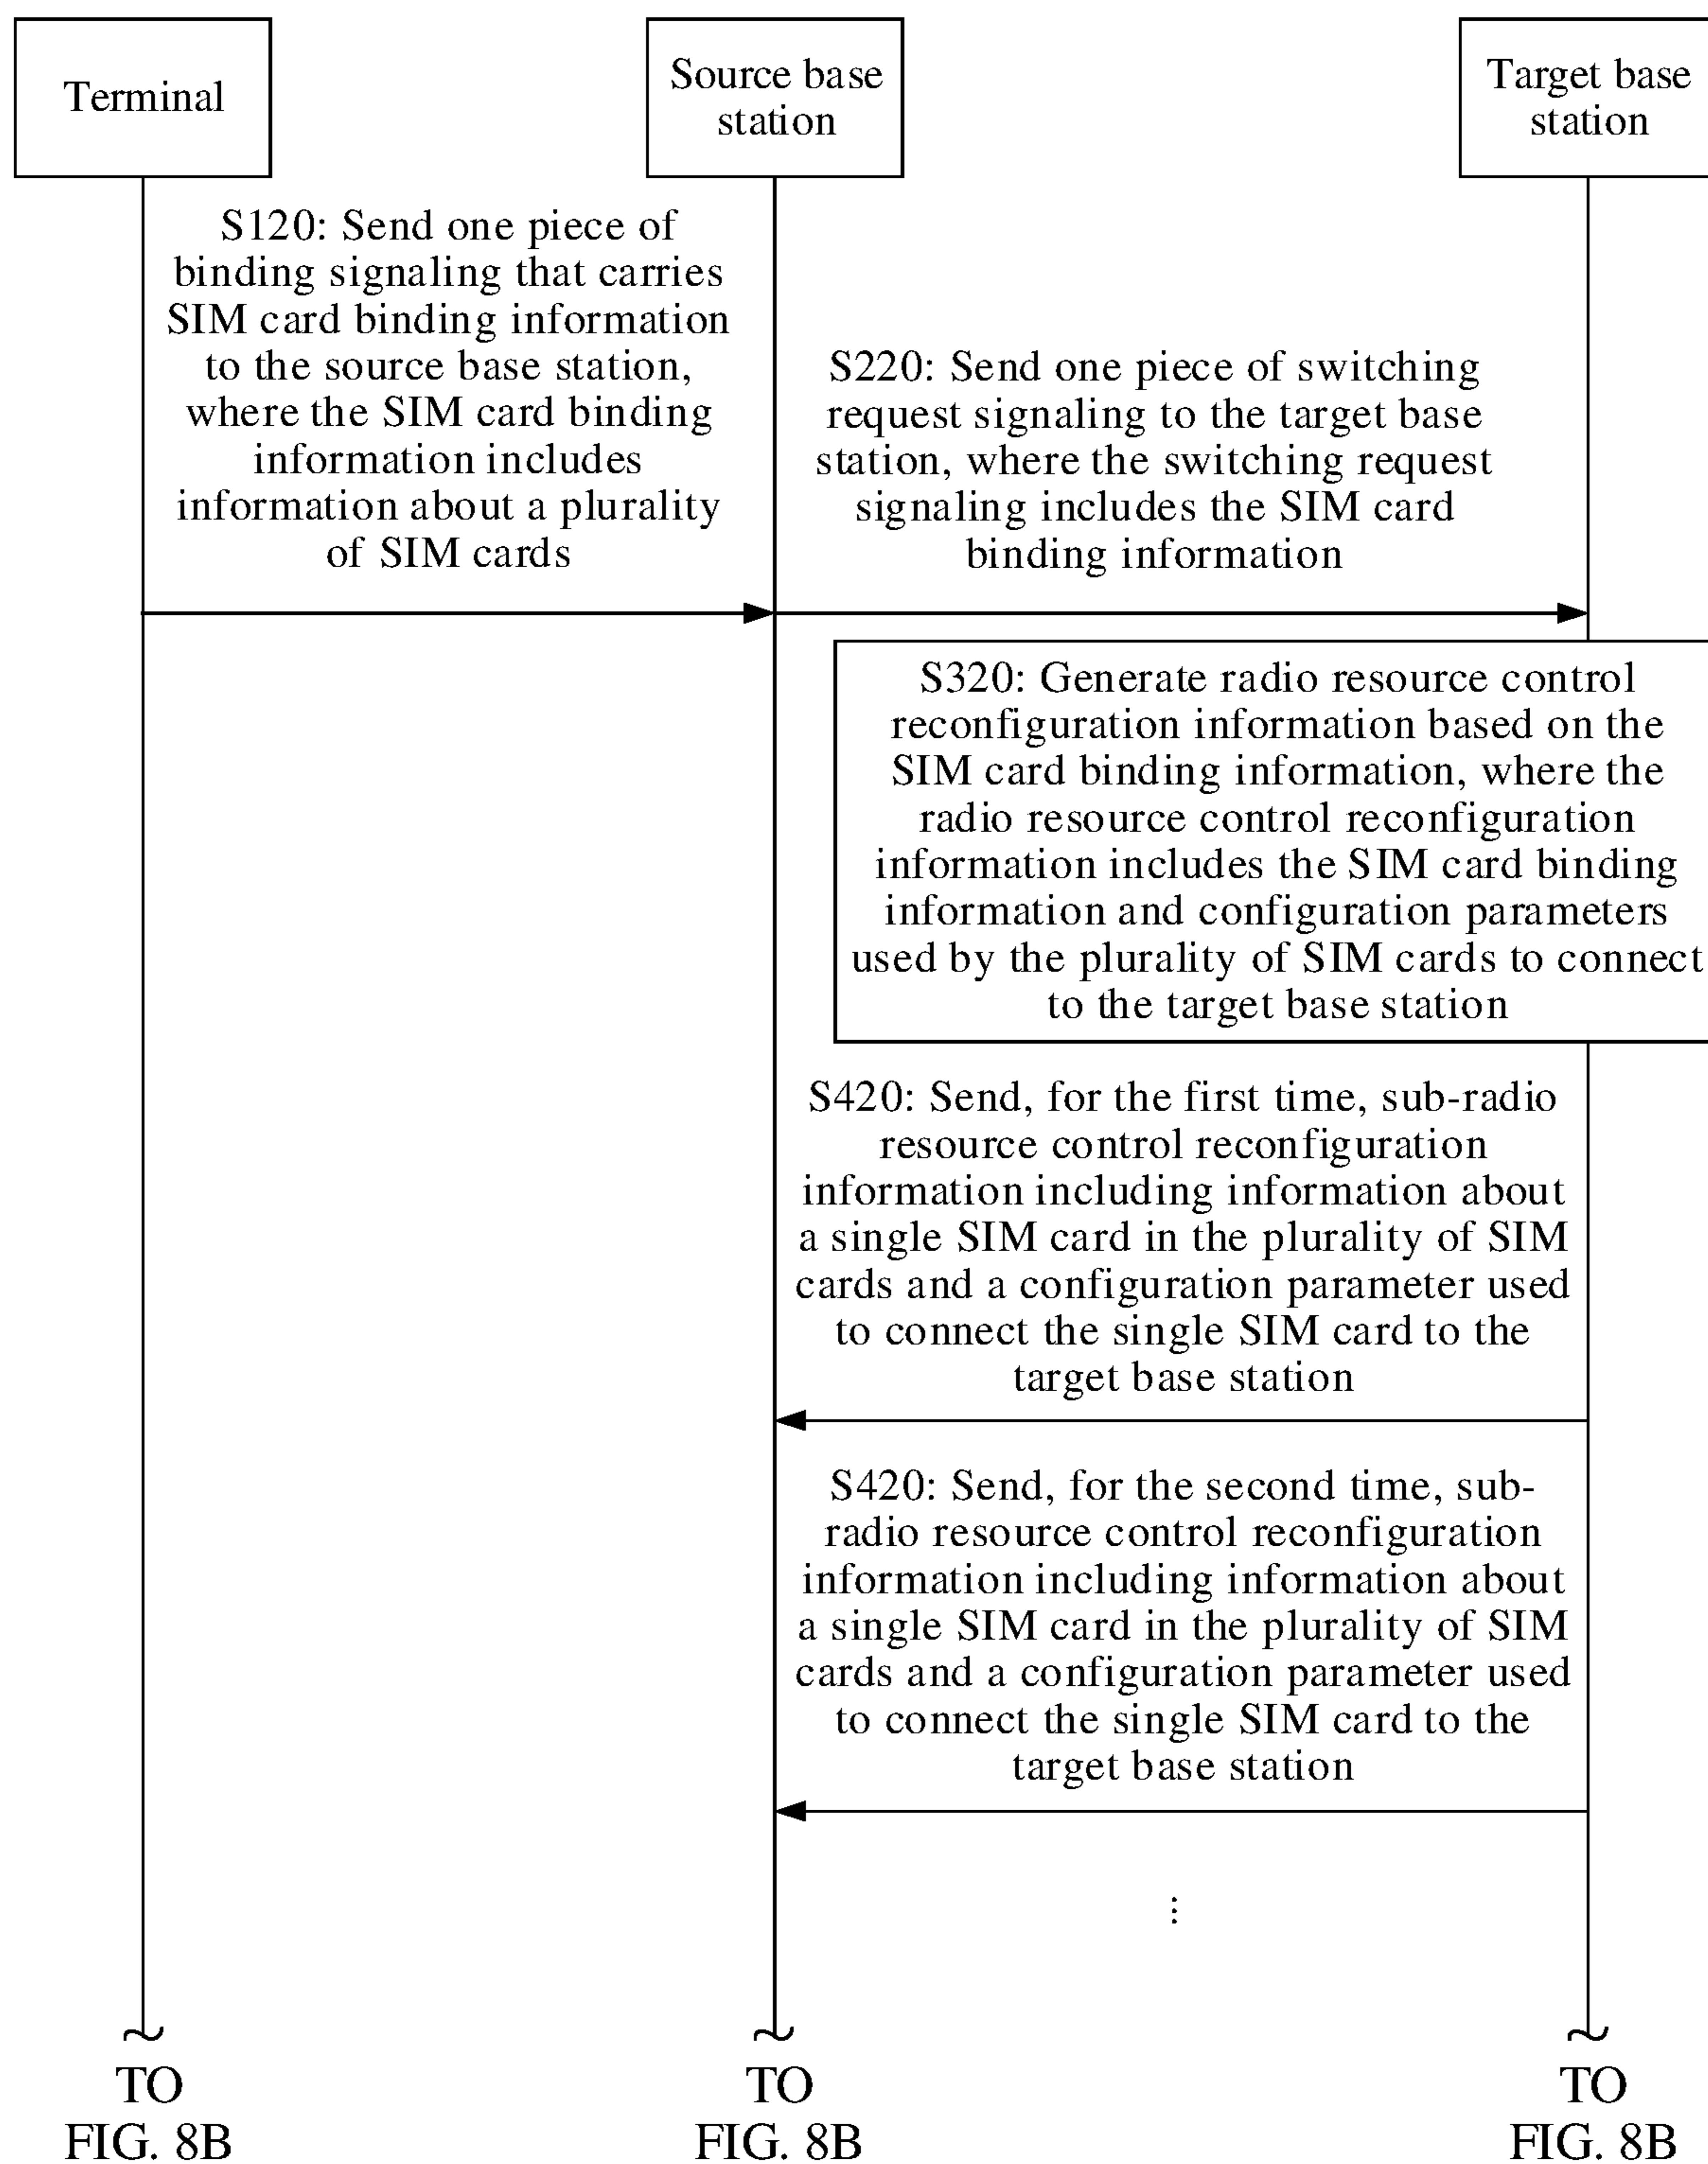 Terminal
Source base
station
Target base
station
S120: Send one piece of
binding signaling that carries
SIM card binding information
to the source base station,
where the SIM card binding
information includes
information about a plurality
of SIM cards
S220: Send one piece of switching
request signaling to the target base
station, where the switching request
signaling includes the SIM card
binding information
S320: Generate radio resource control
reconfiguration information based on the
SIM card binding information, where the
radio resource control reconfiguration
information includes the SIM card binding
information and configuration parameters
used by the plurality of SIM cards to connect
to the target base station
S420: Send, for the first time, sub-radio
resource control reconfiguration
information including information about
a single SIM card in the plurality of SIM
cards and a configuration parameter used
to connect the single SIM card to the
target base station
S420: Send, for the second time, sub-
radio resource control reconfiguration
information including information about
a single SIM card in the plurality of SIM
cards and a configuration parameter used
to connect the single SIM card to the
target base station
⋮
TO
FIG. 8B
TO
FIG. 8B
TO
FIG. 8B